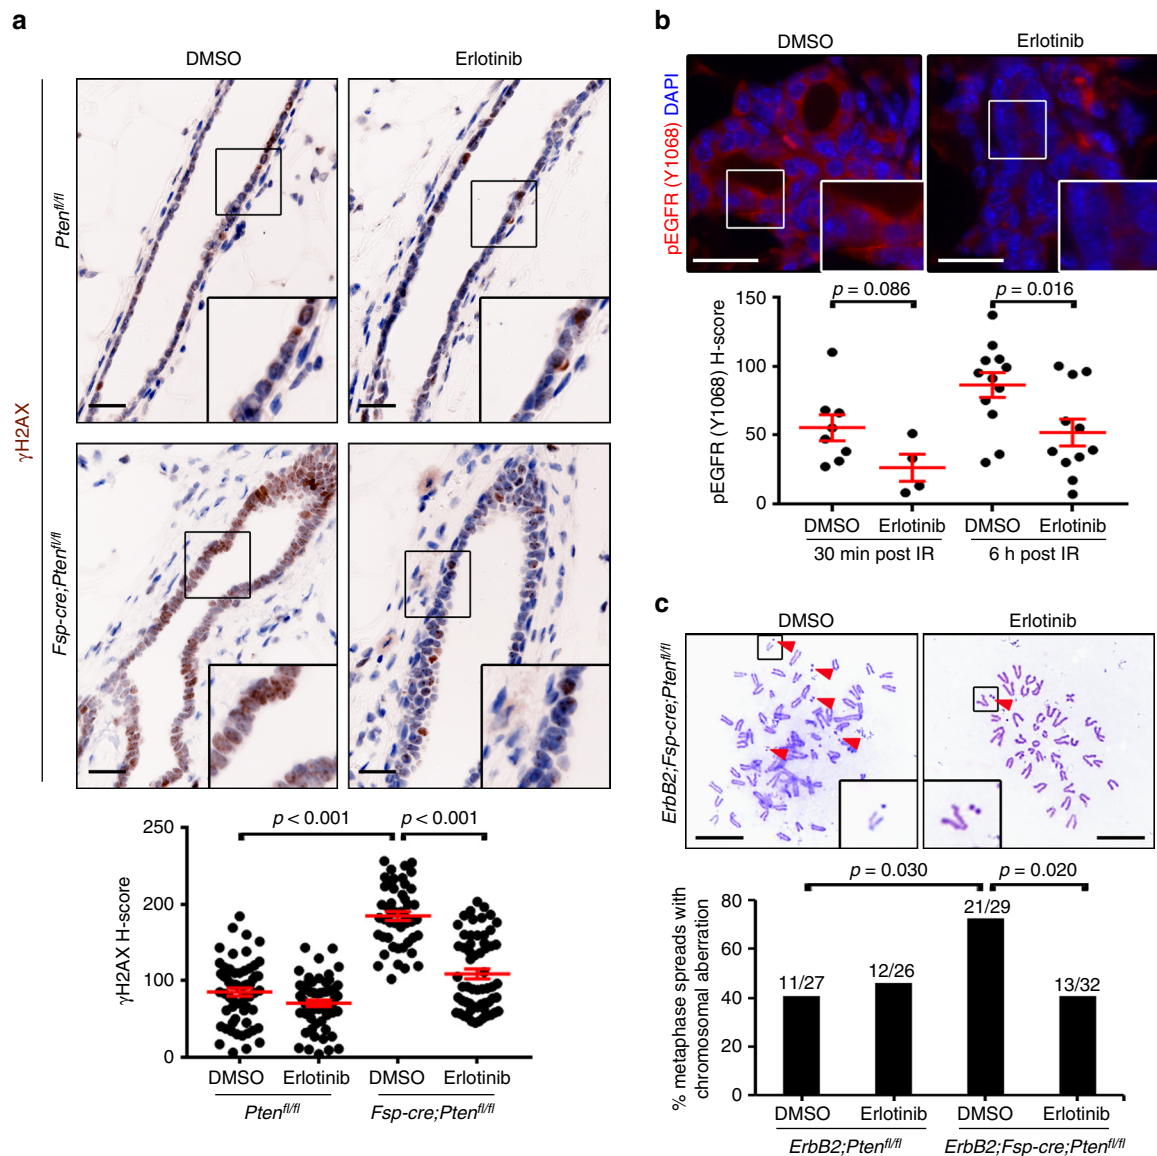 a
DMSO
Erlotinib
γH2AX
Pten^fl/fl
Fsp-cre;Pten^fl/fl
250
200
100
0
γH2AX H-score
p < 0.001
p < 0.001
DMSO
Erlotinib
DMSO
Erlotinib
Pten^fl/fl
Fsp-cre;Pten^fl/fl
b
DMSO
Erlotinib
pEGFR (Y1068) DAPI
p = 0.086
p = 0.016
150
100
50
0
pEGFR (Y1068) H-score
DMSO
Erlotinib
DMSO
Erlotinib
30 min post IR
6 h post IR
c
DMSO
Erlotinib
ErbB2;Fsp-cre;Pten^fl/fl
p = 0.030
p = 0.020
80
60
40
20
0
% metaphase spreads with
chromosomal aberration
11/27
12/26
21/29
13/32
DMSO
Erlotinib
DMSO
Erlotinib
ErbB2;Pten^fl/fl
ErbB2;Fsp-cre;Pten^fl/fl